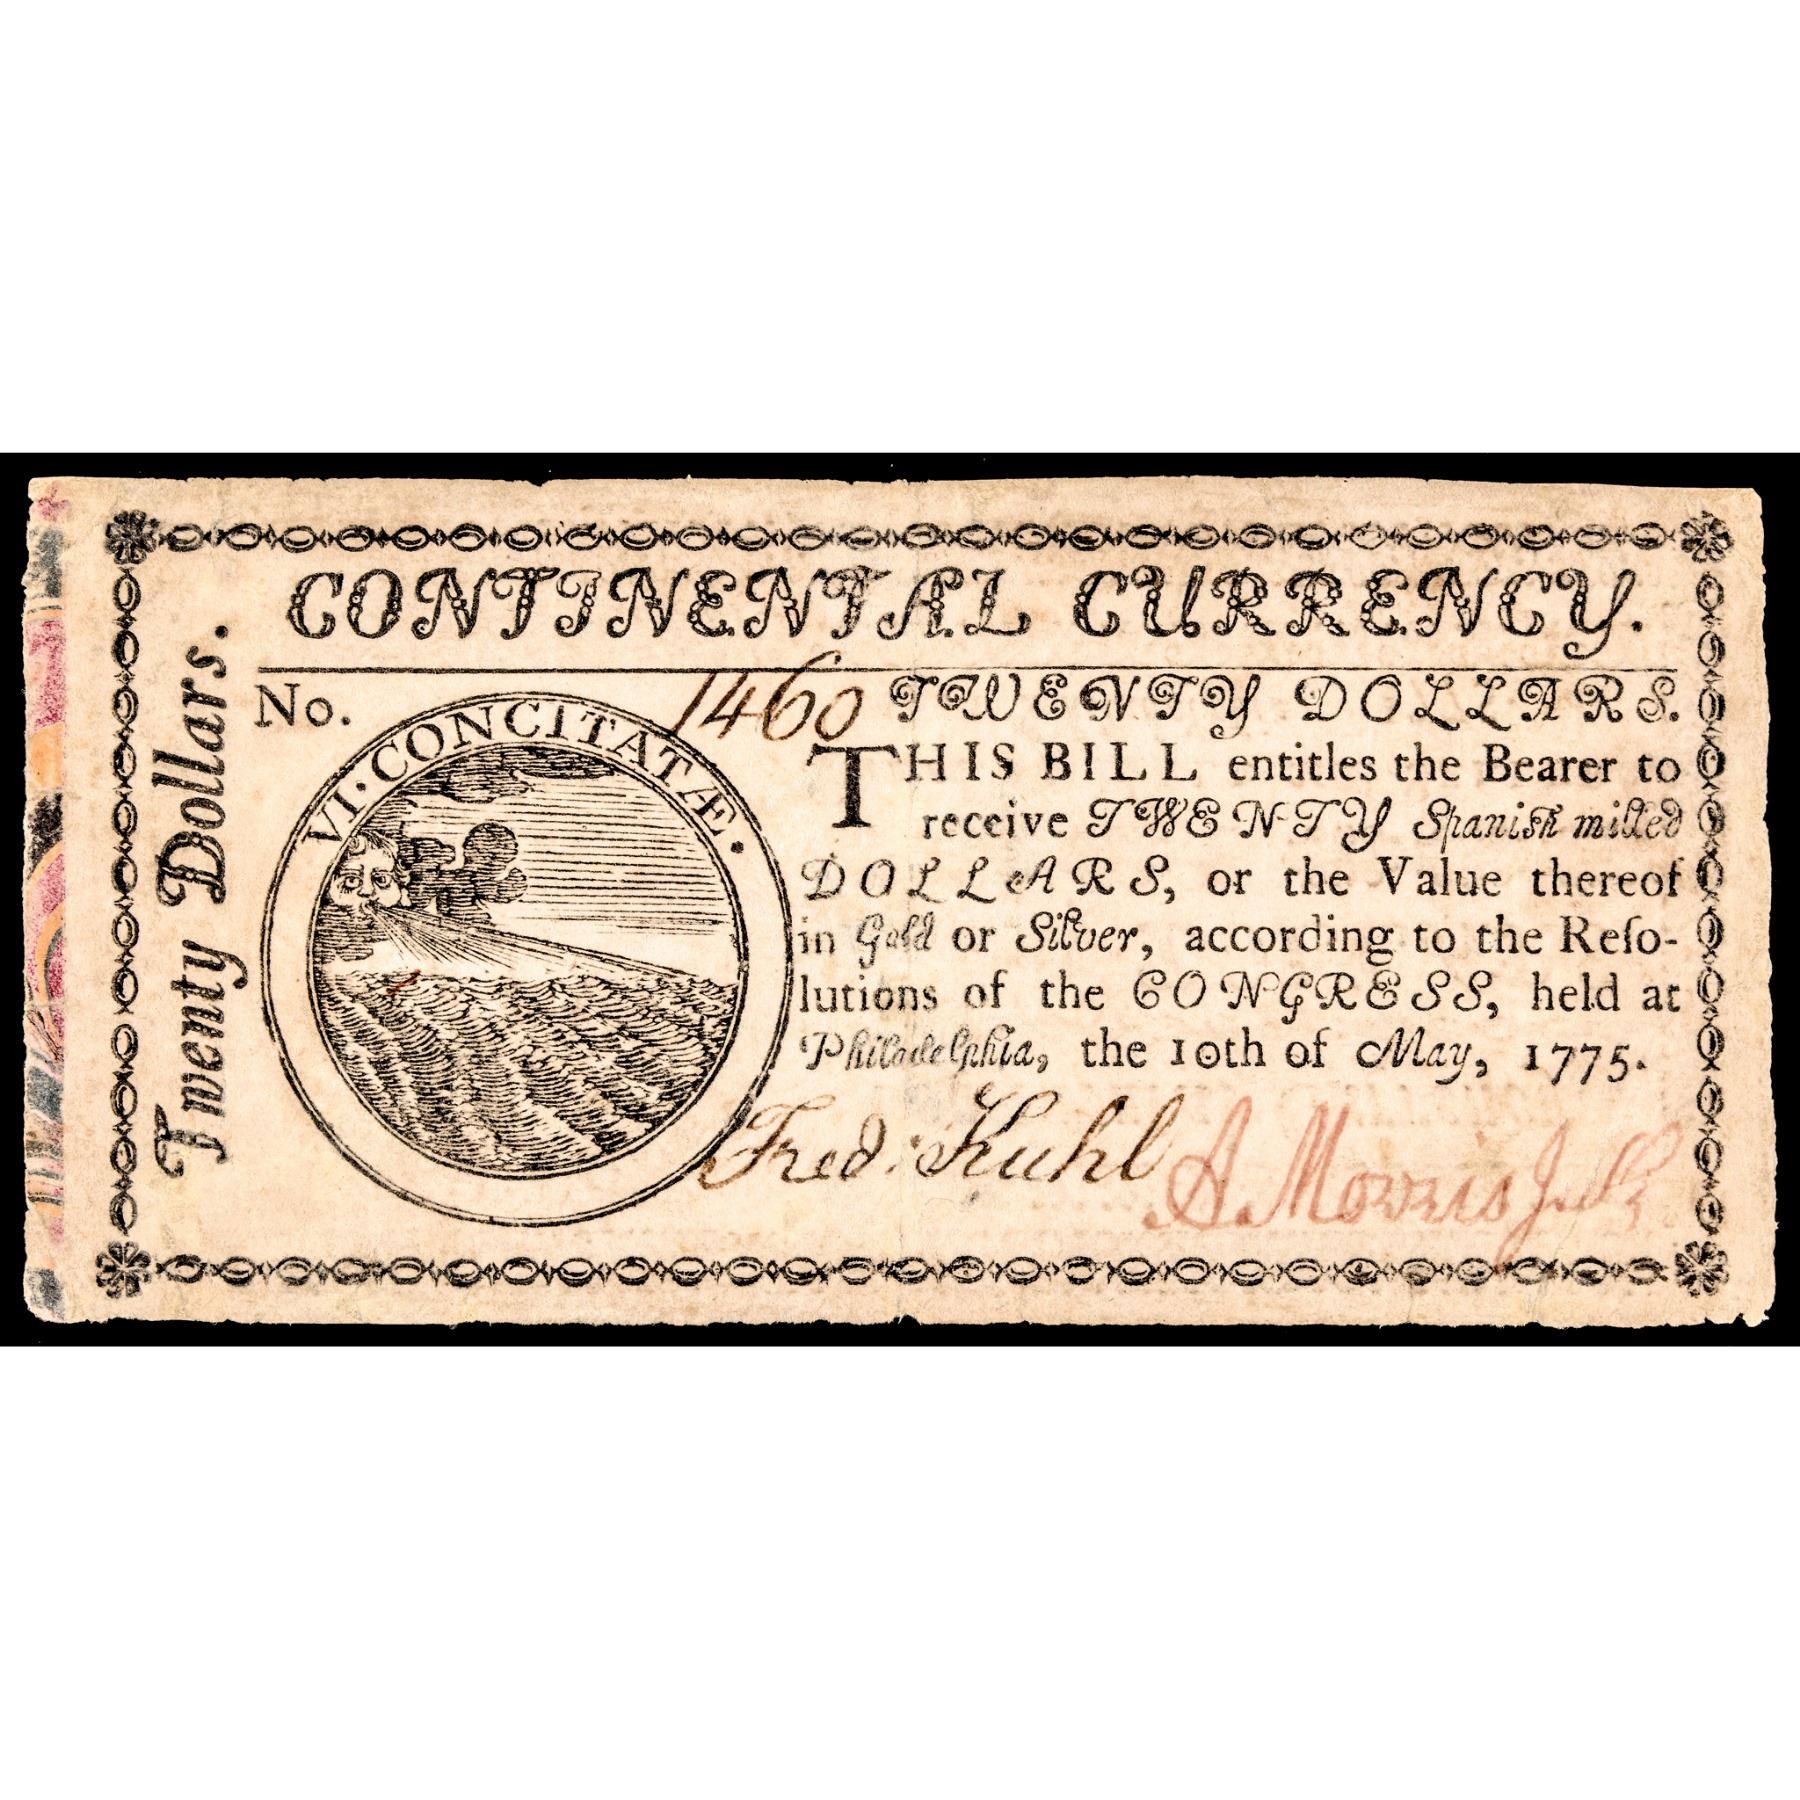 CONTINENTAL CURRENCY.
Twenty Dollars.
No. 1460 TWENTY DOLLARS.
VI·CONCITATÆ.
THIS BILL entitles the Bearer to
receive TWENTY Spanish milled
DOLLARS, or the Value thereof
in Gold or Silver, according to the Reſo-
lutions of the CONGRESS, held at
Philadelphia, the 10th of May, 1775.
Fred: Kuhl
S. Morris Junr